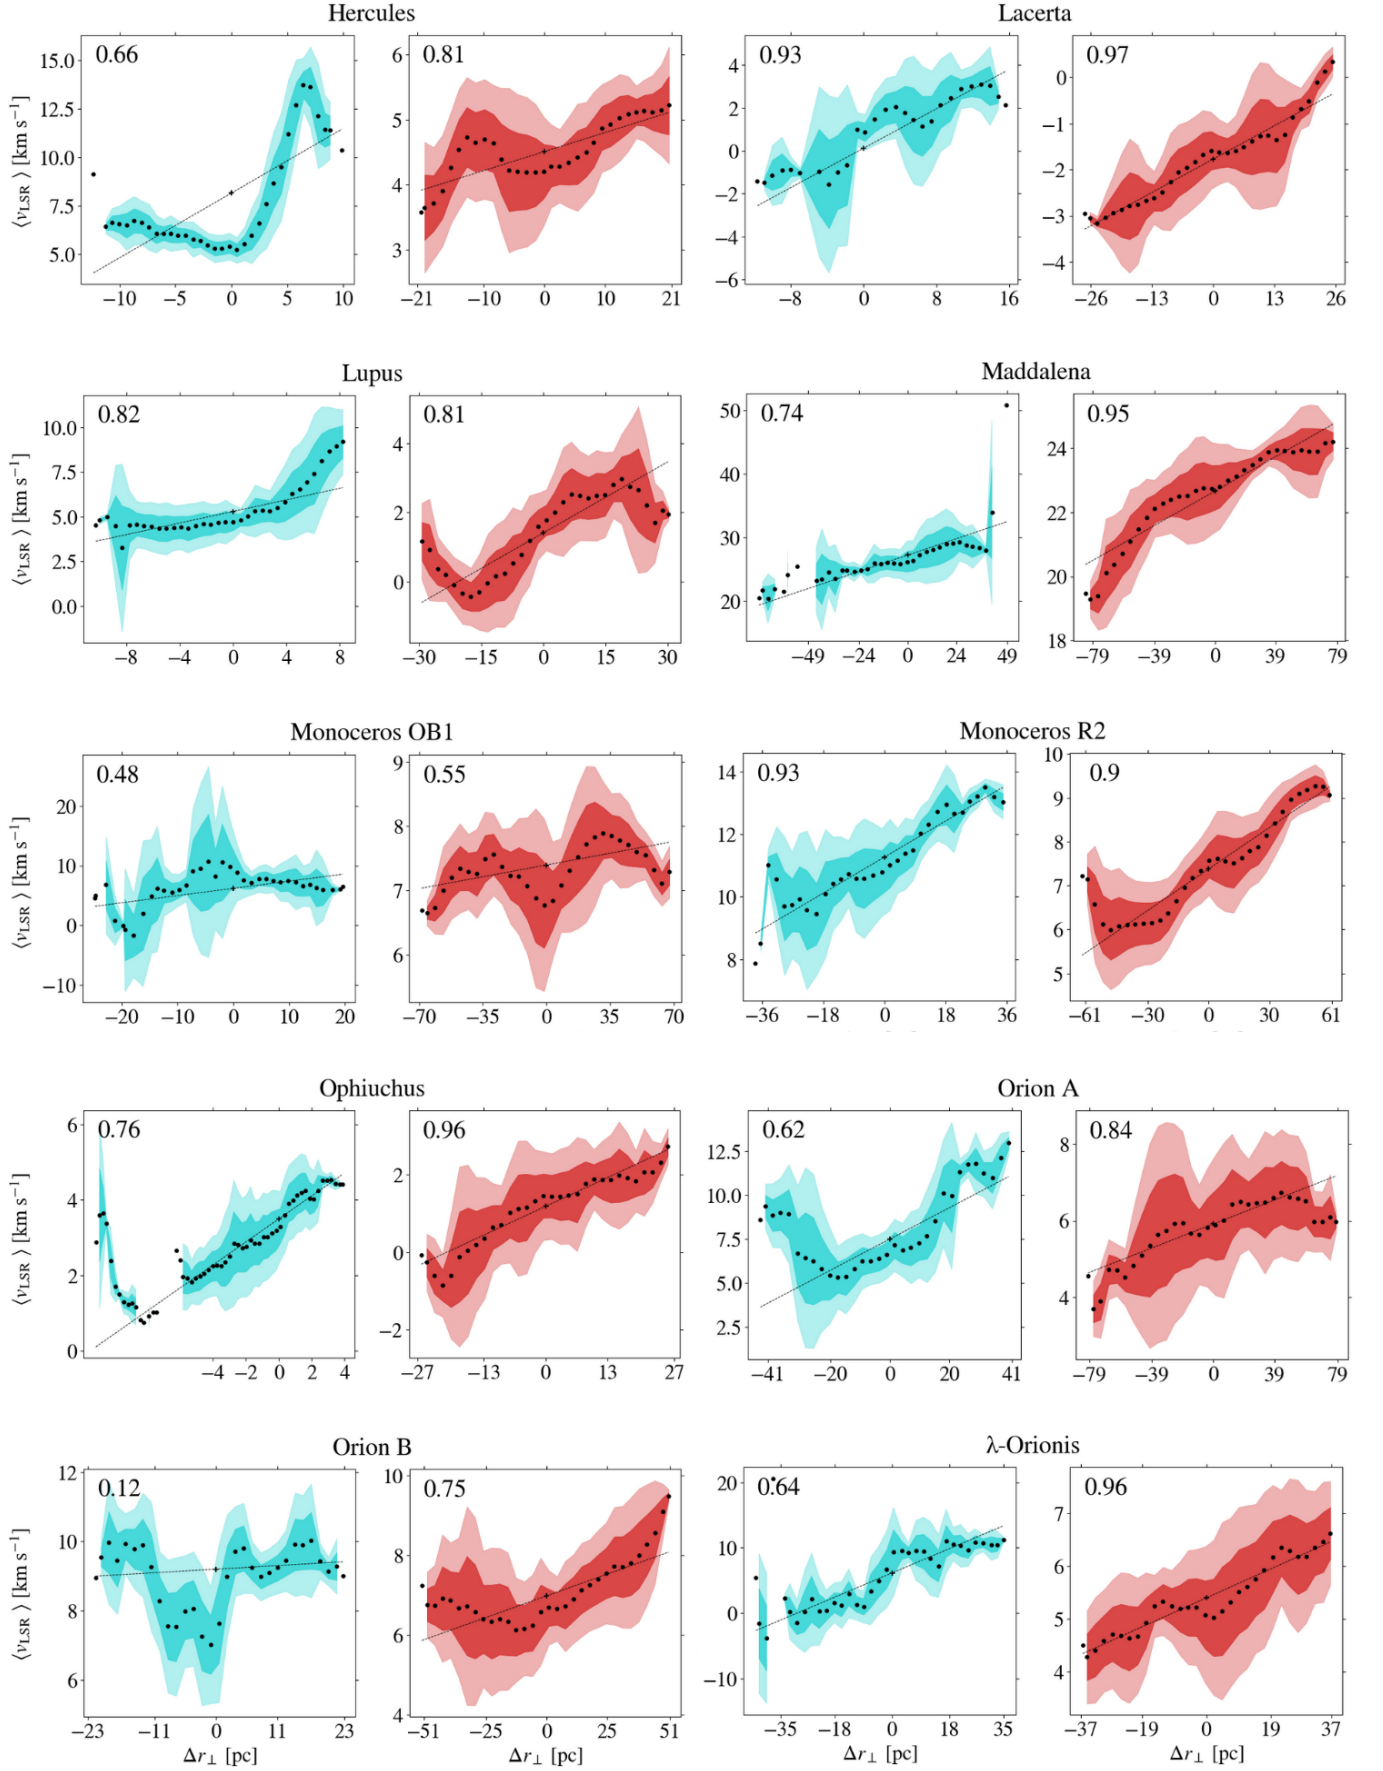 Hercules Lacerta
0.66 0.81 0.93 0.97
⟨vLSR⟩ [km s−1]
15.0 12.5 10.0 7.5 5.0
6 5 4 3
4 2 0 −2 −4 −6
0 −1 −2 −3 −4
−10 −5 0 5 10 −21 −10 0 10 21 −8 0 8 16 −26 −13 0 13 26
Lupus Maddalena
0.82 0.81 0.74 0.95
⟨vLSR⟩ [km s−1]
10.0 7.5 5.0 2.5 0.0
4 2 0
50 40 30 20
24 22 20 18
−8 −4 0 4 8 −30 −15 0 15 30 −49 −24 0 24 49 −79 −39 0 39 79
Monoceros OB1 Monoceros R2
0.48 0.55 0.93 0.9
⟨vLSR⟩ [km s−1]
20 10 0 −10
9 8 7 6
14 12 10 8
10 9 8 7 6 5
−20 −10 0 10 20 −70 −35 0 35 70 −36 −18 0 18 36 −61 −30 0 30 61
Ophiuchus Orion A
0.76 0.96 0.62 0.84
⟨vLSR⟩ [km s−1]
6 4 2 0
2 0 −2
12.5 10.0 7.5 5.0 2.5
8 6 4
−4 −2 0 2 4 −27 −13 0 13 27 −41 −20 0 20 41 −79 −39 0 39 79
Orion B λ-Orionis
0.12 0.75 0.64 0.96
⟨vLSR⟩ [km s−1]
12 10 8 6
10 8 6 4
20 10 0 −10
7 6 5 4
−23 −11 0 11 23 −51 −25 0 25 51 −35 −18 0 18 35 −37 −19 0 19 37
Δr⊥ [pc] Δr⊥ [pc] Δr⊥ [pc] Δr⊥ [pc]